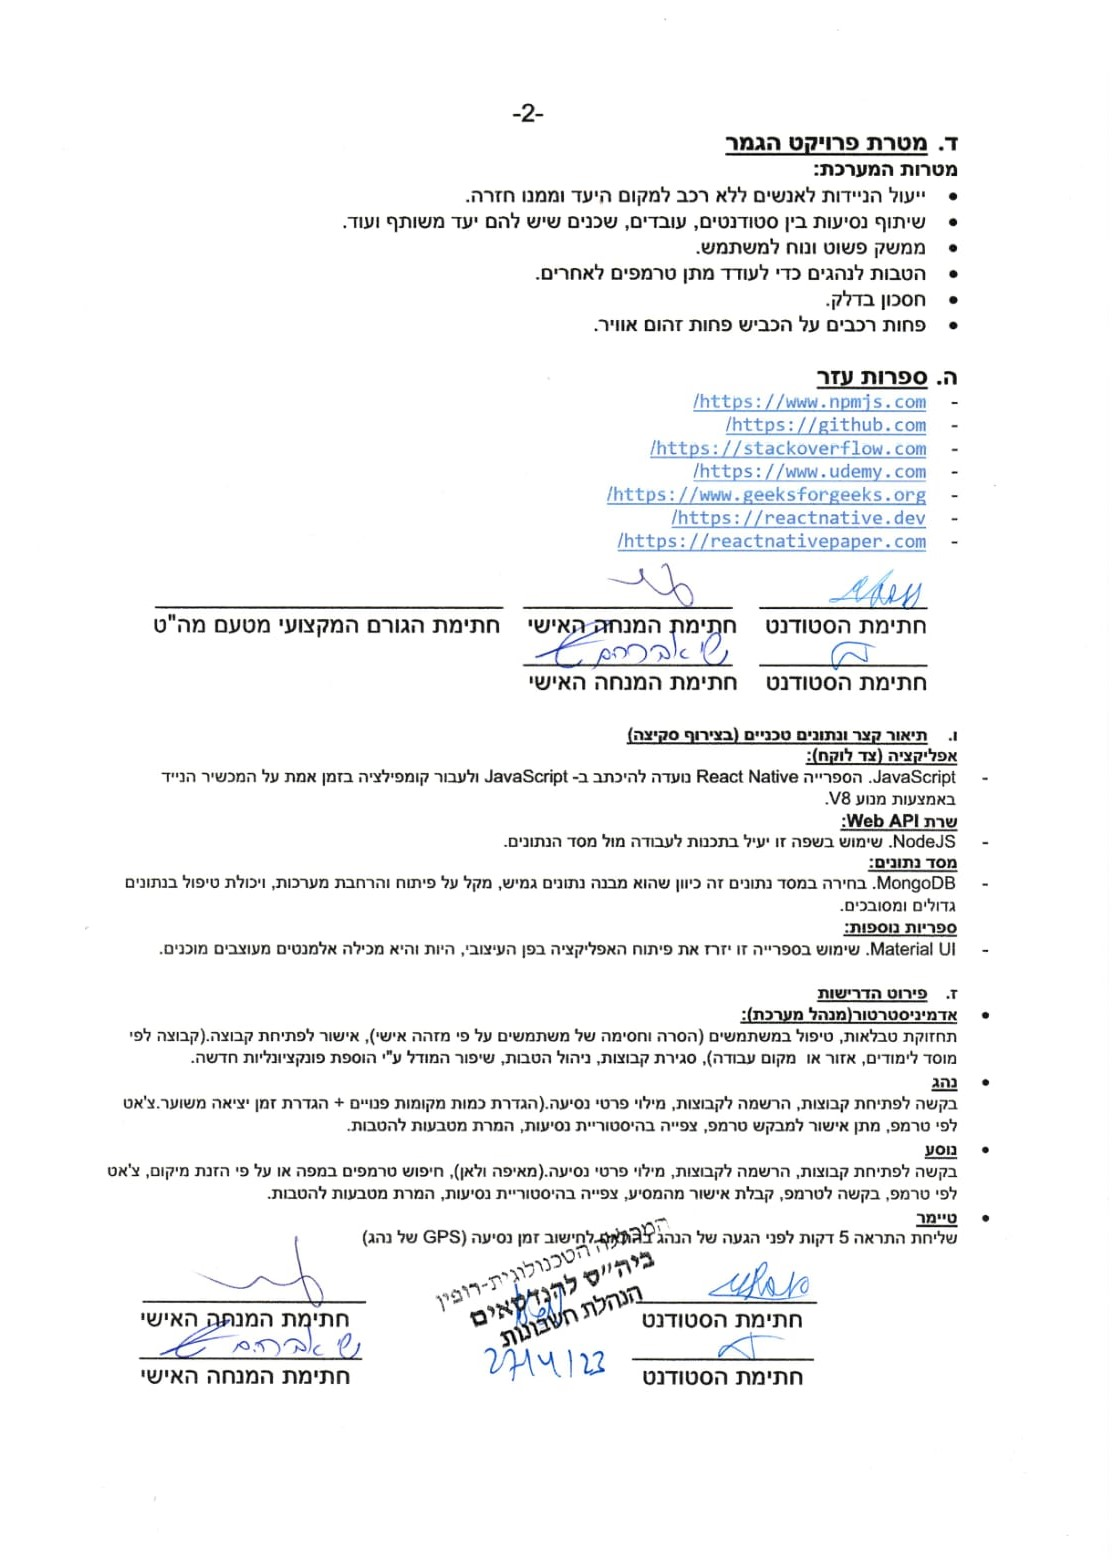 -2-
ד. מטרת פרויקט הגמר
מטרות המערכת:
• ייעול הניידות לאנשים ללא רכב למקום היעד וממנו חזרה.
• שיתוף נסיעות בין סטודנטים, עובדים, שכנים שיש להם יעד משותף ועוד.
• ממשק פשוט ונוח למשתמש.
• הטבות לנהגים כדי לעודד מתן טרמפים לאחרים.
• חסכון בדלק.
• פחות רכבים על הכביש פחות זהום אוויר.
ה. ספרות עזר
- https://www.npmjs.com/
- https://github.com/
- https://stackoverflow.com/
- https://www.udemy.com/
- https://www.geeksforgeeks.org/
- https://reactnative.dev/
- https://reactnativepaper.com/
חתימת הסטודנט חתימת המנחה האישי חתימת הגורם המקצועי מטעם מה"ט
שי אברהם
חתימת הסטודנט חתימת המנחה האישי
ו. תיאור קצר ונתונים טכניים (בצירוף סקיצה)
אפליקציה (צד לוקח):
- JavaScript. הספרייה React Native נועדה להיכתב ב- JavaScript ולעבור קומפילציה בזמן אמת על המכשיר הנייד
באמצעות מנוע V8.
שרת Web API:
- NodeJS. שימוש בשפה זו יעיל בתכנות לעבודה מול מסד הנתונים.
מסד נתונים:
- MongoDB. בחירה במסד נתונים זה כיוון שהוא מבנה נתונים גמיש, מקל על פיתוח והרחבת מערכות, ויכולת טיפול בנתונים
גדולים ומסובכים.
ספריות נוספות:
- Material UI. שימוש בספרייה זו יזרז את פיתוח האפליקציה בפן העיצובי, היות והיא מכילה אלמנטים מעוצבים מוכנים.
ז. פירוט הדרישות
• אדמיניסטרטור(מנהל מערכת):
תחזוקת טבלאות, טיפול במשתמשים (הסרה וחסימה של משתמשים על פי מזהה אישי), אישור לפתיחת קבוצה.(קבוצה לפי
מוסד לימודים, אזור או מקום עבודה), סגירת קבוצות, ניהול הטבות, שיפור המודל ע"י הוספת פונקציונליות חדשה.
• נהג
בקשה לפתיחת קבוצות, הרשמה לקבוצות, מילוי פרטי נסיעה.(הגדרת כמות מקומות פנויים + הגדרת זמן יציאה משוער.צ'אט
לפי טרמפ, מתן אישור למבקש טרמפ, צפייה בהיסטוריית נסיעות, המרת מטבעות להטבות.
• נוסע
בקשה לפתיחת קבוצות, הרשמה לקבוצות, מילוי פרטי נסיעה.(מאיפה ולאן), חיפוש טרמפים במפה או על פי הזנת מיקום, צ'אט
לפי טרמפ, בקשה לטרמפ, קבלת אישור מהמסיע, צפייה בהיסטוריית נסיעות, המרת מטבעות להטבות.
• טיימר
שליחת התראה 5 דקות לפני הגעה של הנהג בהתאם לחישוב זמן נסיעה (GPS של נהג)
המכללה הטכנולוגית-רופין
ביה"ס להנדסאים
הנהלת חשבונות
27/4/23
חתימת הסטודנט חתימת המנחה האישי
שי אברהם
חתימת הסטודנט חתימת המנחה האישי